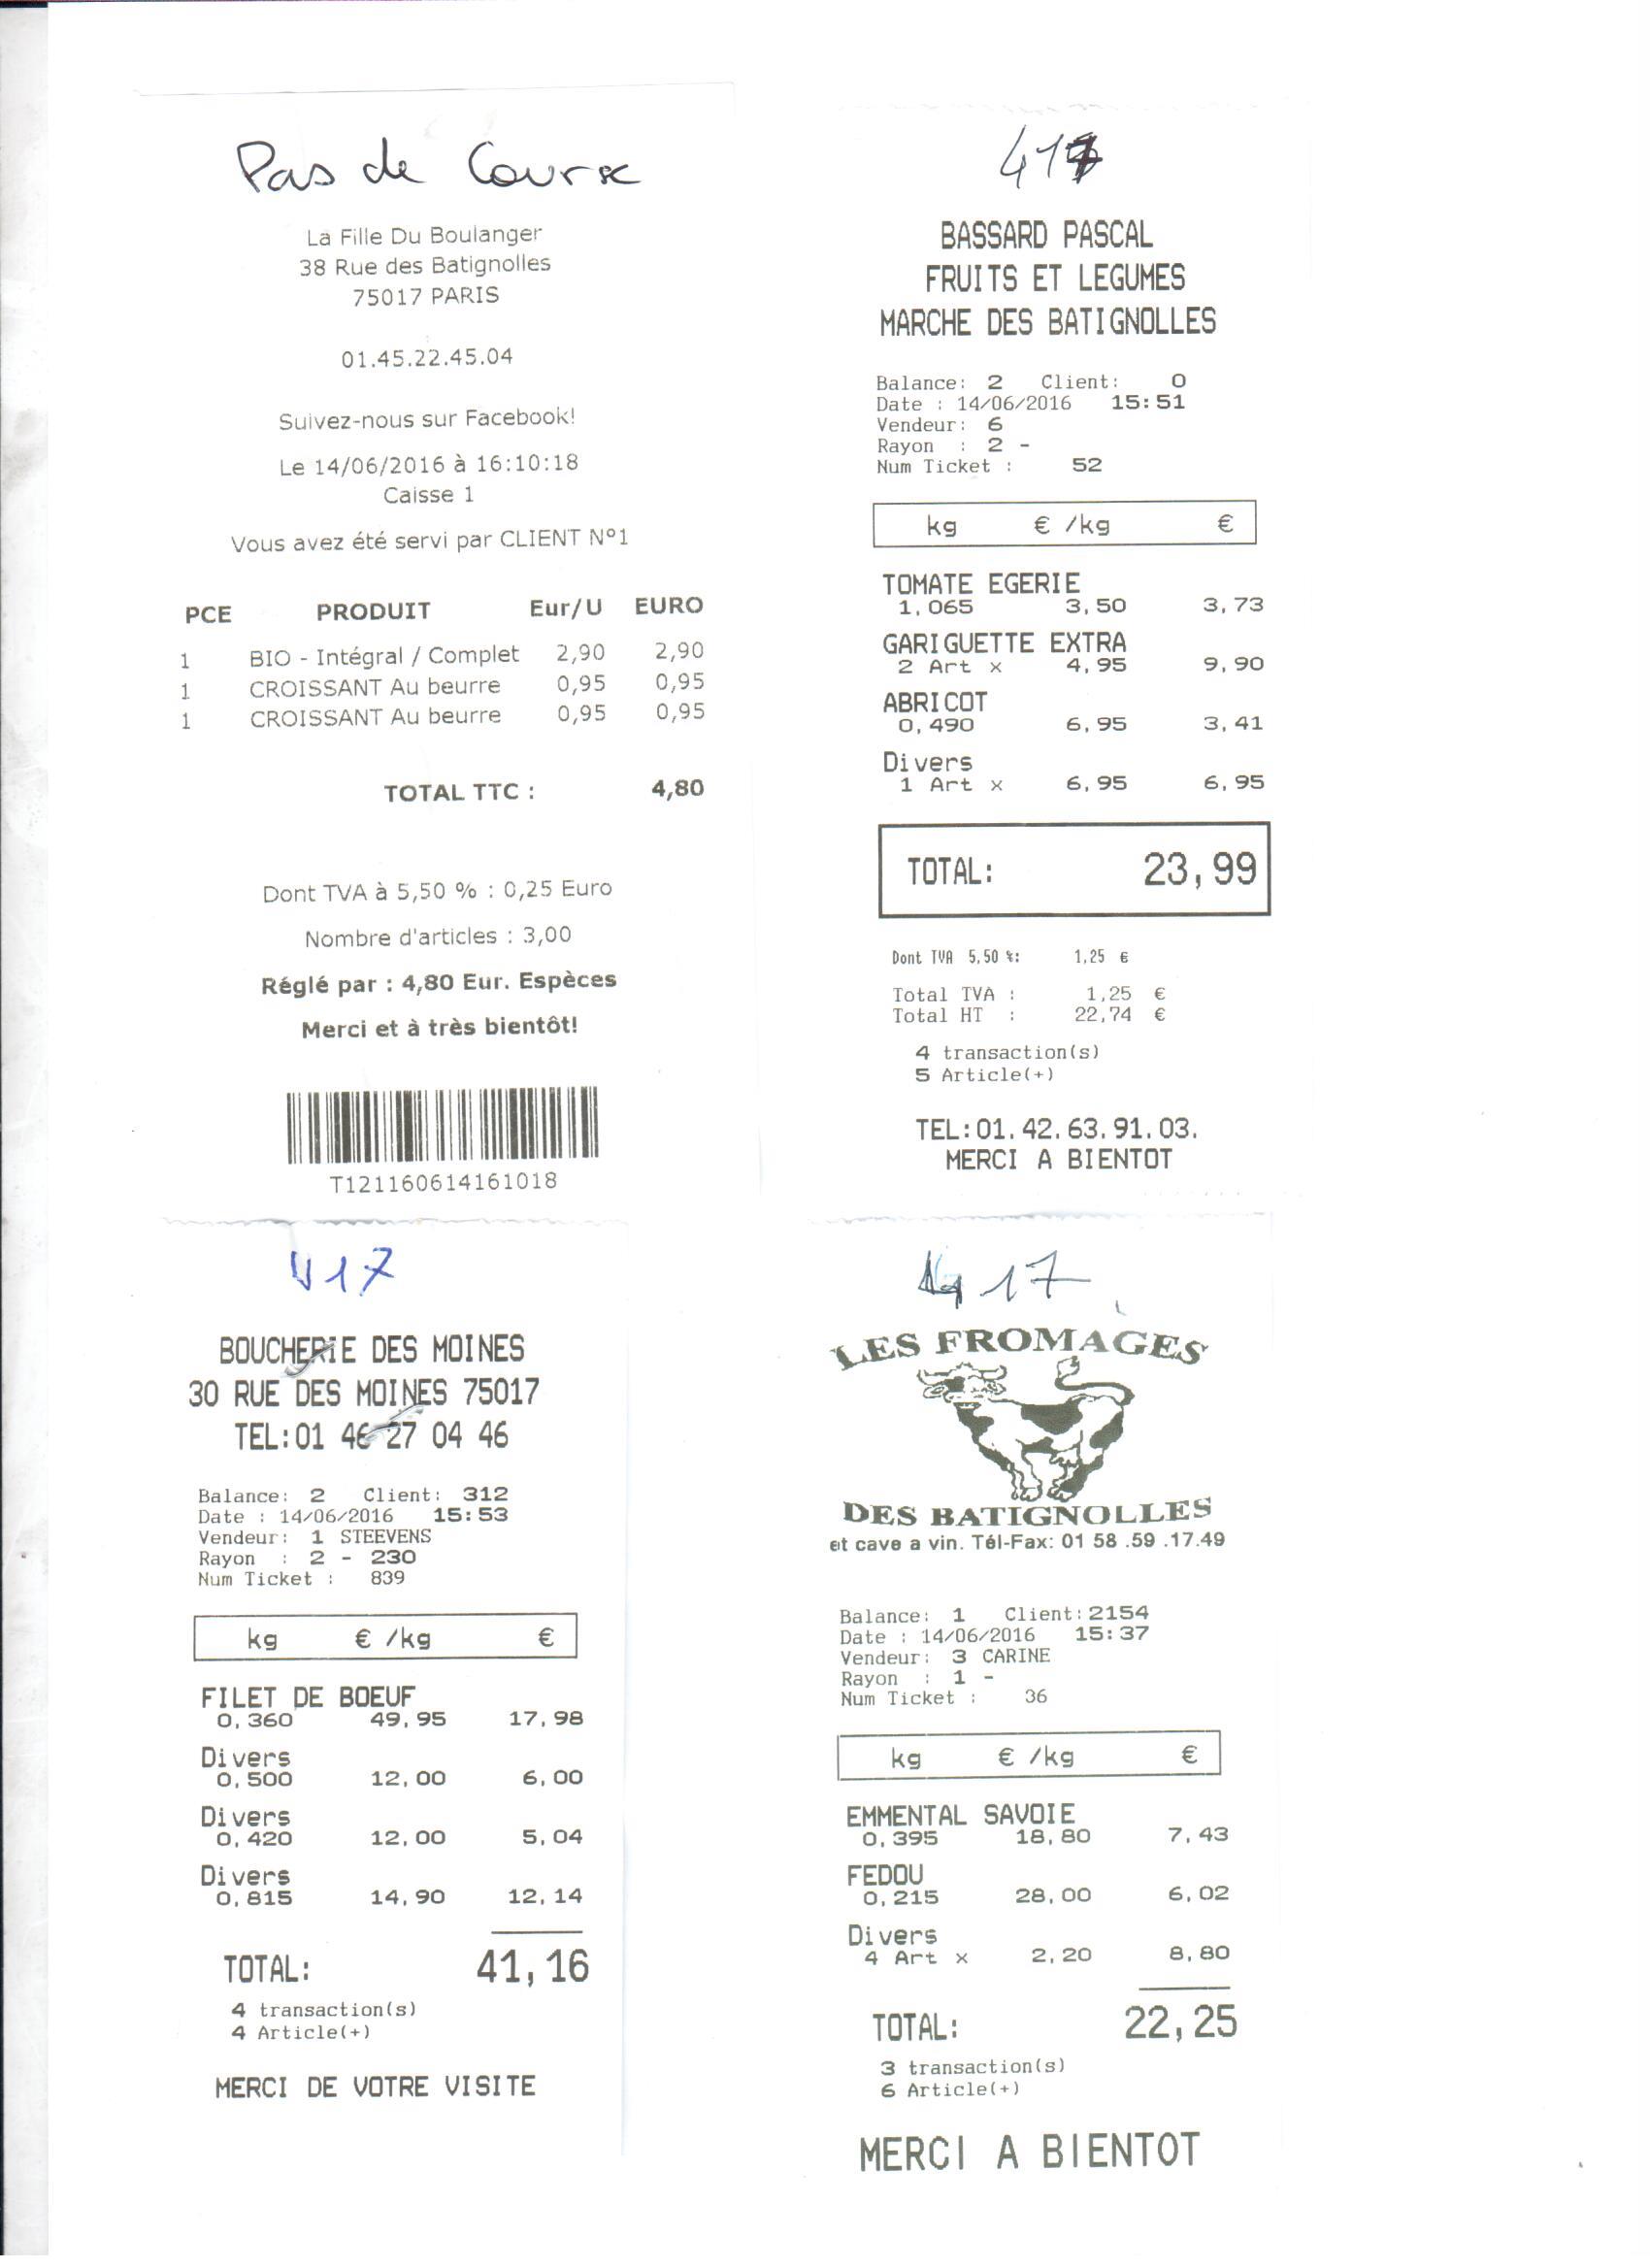 Pas de Course
La Fille Du Boulanger
38 Rue des Batignolles
75017 PARIS
01.45.22.45.04
Suivez-nous sur Facebook!
Le 14/06/2016 à 16:10:18
Caisse 1
Vous avez été servi par CLIENT N°1
PCE PRODUIT Eur/U EURO
1 BIO - Intégral / Complet 2,90 2,90
1 CROISSANT Au beurre 0,95 0,95
1 CROISSANT Au beurre 0,95 0,95
TOTAL TTC : 4,80
Dont TVA à 5,50 % : 0,25 Euro
Nombre d'articles : 3,00
Réglé par : 4,80 Eur. Espèces
Merci et à très bientôt!
T121160614161018
417
BASSARD PASCAL
FRUITS ET LEGUMES
MARCHE DES BATIGNOLLES
Balance: 2 Client: 0
Date : 14/06/2016 15:51
Vendeur: 6
Rayon : 2 -
Num Ticket : 52
kg € /kg €
TOMATE EGERIE
1,065 3,50 3,73
GARIGUETTE EXTRA
2 Art x 4,95 9,90
ABRICOT
0,490 6,95 3,41
Divers
1 Art x 6,95 6,95
TOTAL: 23,99
Dont TVA 5,50 %: 1,25 €
Total TVA : 1,25 €
Total HT : 22,74 €
4 transaction(s)
5 Article(+)
TEL:01.42.63.91.03.
MERCI A BIENTOT
417
BOUCHERIE DES MOINES
30 RUE DES MOINES 75017
TEL:01 46 27 04 46
Balance: 2 Client: 312
Date : 14/06/2016 15:53
Vendeur: 1 STEEVENS
Rayon : 2 - 230
Num Ticket : 839
kg € /kg €
FILET DE BOEUF
0,360 49,95 17,98
Divers
0,500 12,00 6,00
Divers
0,420 12,00 5,04
Divers
0,815 14,90 12,14
TOTAL: 41,16
4 transaction(s)
4 Article(+)
MERCI DE VOTRE VISITE
17
LES FROMAGES
DES BATIGNOLLES
et cave a vin. Tél-Fax: 01 58 .59 .17.49
Balance: 1 Client:2154
Date : 14/06/2016 15:37
Vendeur: 3 CARINE
Rayon : 1 -
Num Ticket : 36
kg € /kg €
EMMENTAL SAVOIE
0,395 18,80 7,43
FEDOU
0,215 28,00 6,02
Divers
4 Art x 2,20 8,80
TOTAL: 22,25
3 transaction(s)
6 Article(+)
MERCI A BIENTOT